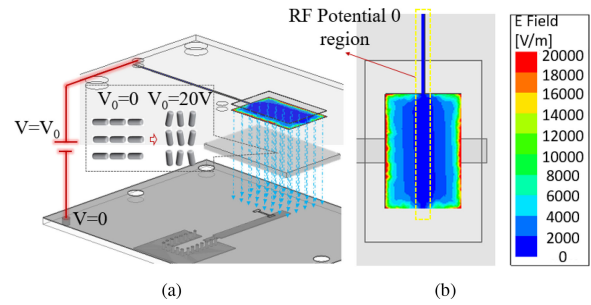 RF Potential 0
region
E Field
[V/m]
20000
18000
16000
14000
12000
10000
8000
6000
4000
2000
0
V₀=0 V₀=20V
V=V₀
V=0
(a)
(b)